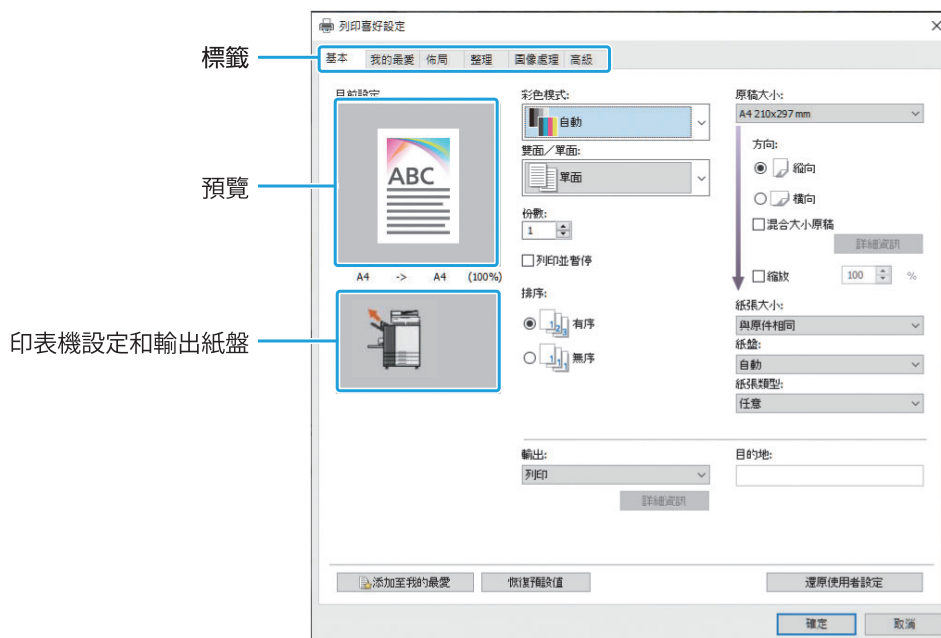 列印喜好設定
標籤
基本 我的最愛 佈局 整理 圖像處理 高級
目前設定
預覽
ABC
A4 -> A4 (100%)
印表機設定和輸出紙盤
彩色模式:
自動
雙面／單面:
單面
份數:
1
列印並暫停
排序:
有序
無序
原稿大小:
A4 210x297 mm
方向:
縱向
橫向
混合大小原稿
詳細資訊
縮放 100 %
紙張大小:
與原件相同
紙盤:
自動
紙張類型:
任意
輸出:
列印
詳細資訊
目的地:
添加至我的最愛 恢復預設值 還原使用者設定
確定 取消